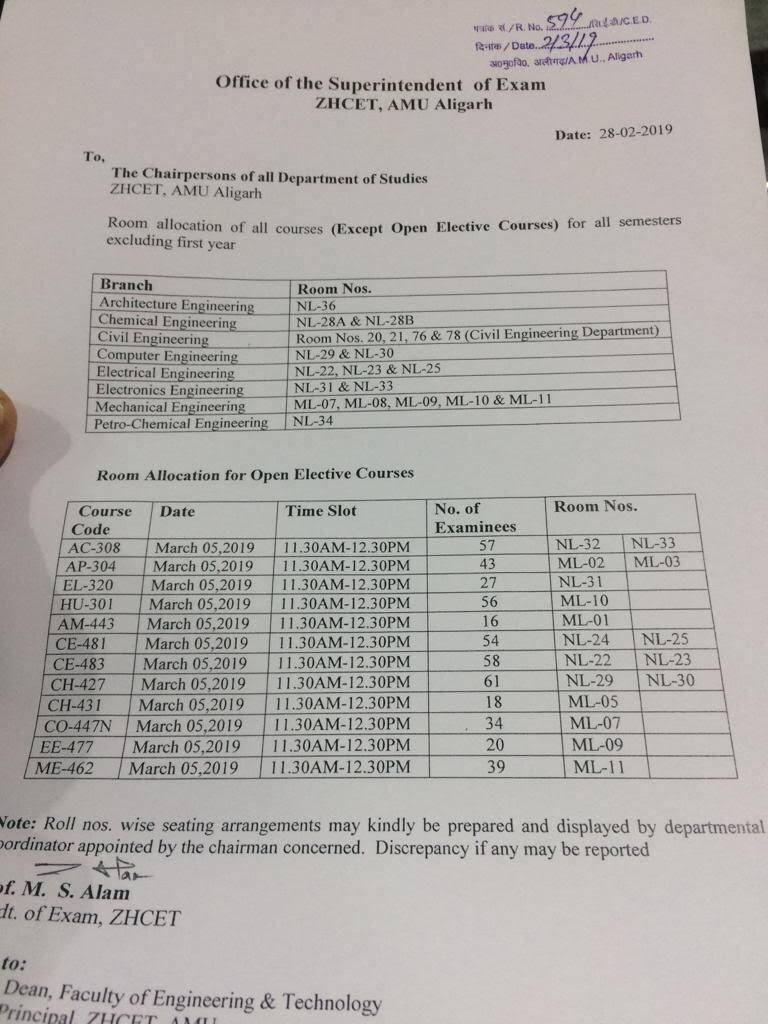 पत्रांक सं./R. No. 594 /सि.ई.डी/C.E.D.
दिनांक / Date..2/3/19
अ०मु०वि०, अलीगढ़/A.M.U., Aligarh
Office of the Superintendent of Exam
ZHCET, AMU Aligarh
Date: 28-02-2019
To,
The Chairpersons of all Department of Studies
ZHCET, AMU Aligarh
Room allocation of all courses (Except Open Elective Courses) for all semesters
excluding first year
Branch Room Nos.
Architecture Engineering NL-36
Chemical Engineering NL-28A & NL-28B
Civil Engineering Room Nos. 20, 21, 76 & 78 (Civil Engineering Department)
Computer Engineering NL-29 & NL-30
Electrical Engineering NL-22, NL-23 & NL-25
Electronics Engineering NL-31 & NL-33
Mechanical Engineering ML-07, ML-08, ML-09, ML-10 & ML-11
Petro-Chemical Engineering NL-34
Room Allocation for Open Elective Courses
Course Date Time Slot No. of Room Nos.
Code Examinees
AC-308 March 05,2019 11.30AM-12.30PM 57 NL-32 NL-33
AP-304 March 05,2019 11.30AM-12.30PM 43 ML-02 ML-03
EL-320 March 05,2019 11.30AM-12.30PM 27 NL-31
HU-301 March 05,2019 11.30AM-12.30PM 56 ML-10
AM-443 March 05,2019 11.30AM-12.30PM 16 ML-01
CE-481 March 05,2019 11.30AM-12.30PM 54 NL-24 NL-25
CE-483 March 05,2019 11.30AM-12.30PM 58 NL-22 NL-23
CH-427 March 05,2019 11.30AM-12.30PM 61 NL-29 NL-30
CH-431 March 05,2019 11.30AM-12.30PM 18 ML-05
CO-447N March 05,2019 11.30AM-12.30PM 34 ML-07
EE-477 March 05,2019 11.30AM-12.30PM 20 ML-09
ME-462 March 05,2019 11.30AM-12.30PM 39 ML-11
Note: Roll nos. wise seating arrangements may kindly be prepared and displayed by departmental
oordinator appointed by the chairman concerned. Discrepancy if any may be reported
of. M. S. Alam
dt. of Exam, ZHCET
to:
Dean, Faculty of Engineering & Technology
Principal, ZHCET AMU